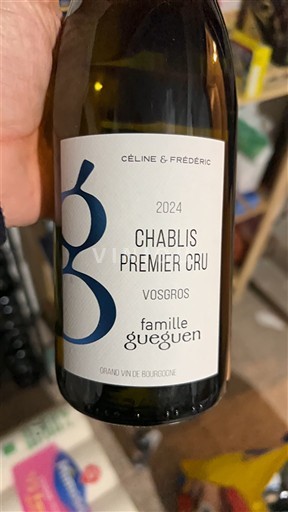 CÉLINE & FRÉDÉRIC
2024
CHABLIS
PREMIER CRU
VOSGROS
famille
gueguen
GRAND VIN DE BOURGOGNE
g